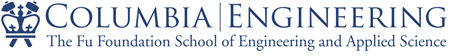 COLUMBIA | ENGINEERING
The Fu Foundation School of Engineering and Applied Science